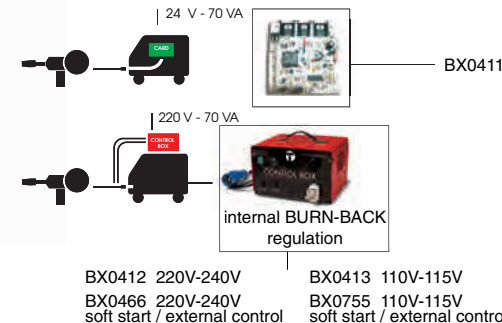 24 V - 70 VA
CARD
BX0411
220 V - 70 VA
CONTROL
BOX
CONTROL BOX
internal BURN-BACK
regulation
BX0412 220V-240V
BX0466 220V-240V
soft start / external control
BX0413 110V-115V
BX0755 110V-115V
soft start / external contro